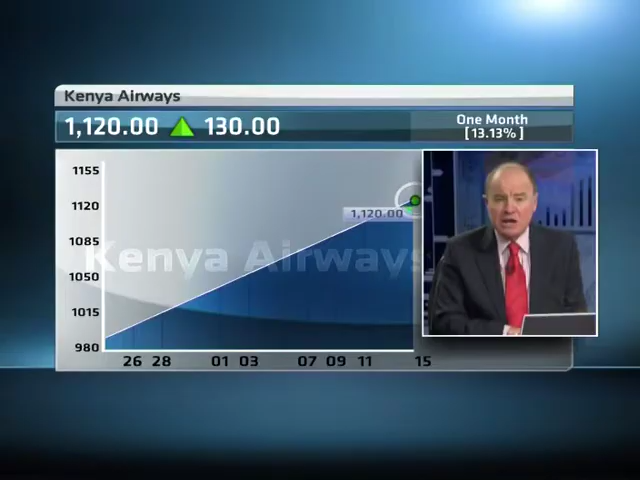 Kenya Airways
1,120.00 ▲ 130.00
One Month
[13.13%]
1155
1120
1085
1050
1015
980
1,120.00
Kenya Airways
26 28 01 03 07 09 11 15